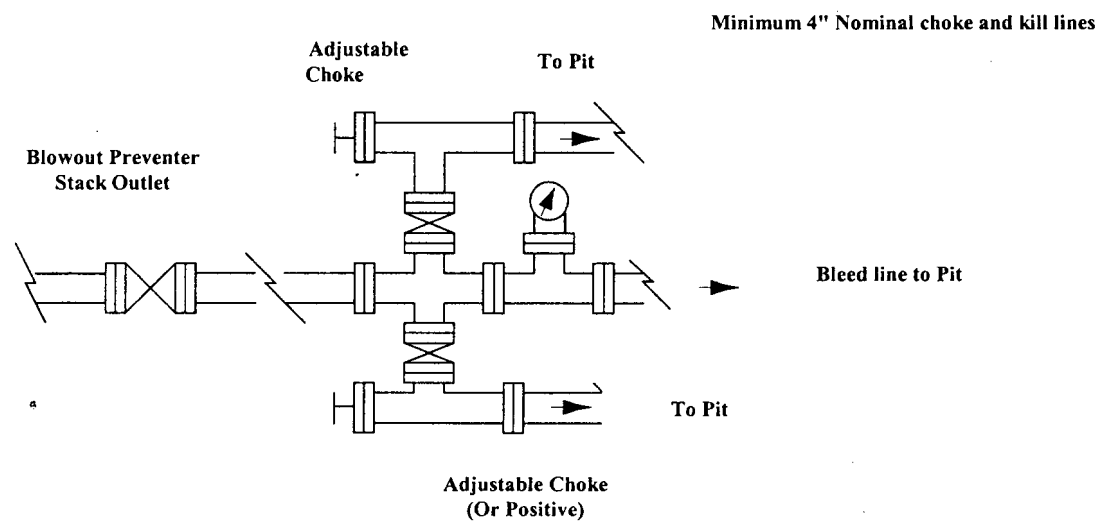 Minimum 4" Nominal choke and kill lines
Adjustable
Choke
To Pit
Blowout Preventer
Stack Outlet
Bleed line to Pit
To Pit
Adjustable Choke
(Or Positive)